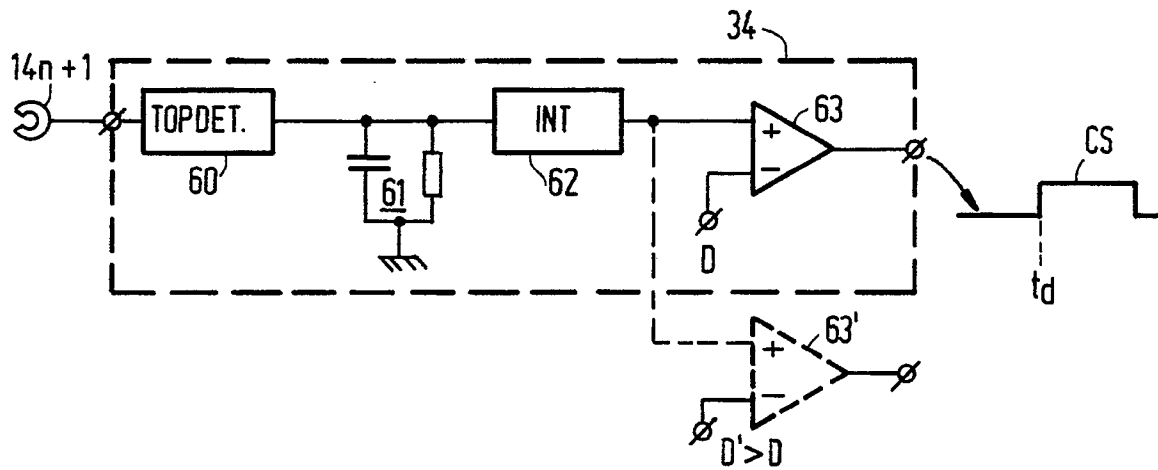 34
14n+1
TOPDET.
60
61
INT
62
+
−
63
D
CS
td
+
−
63'
D'>D